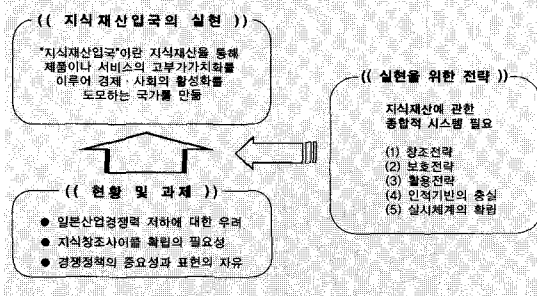 (( 지식재산입국의 실현 ))
"지식재산입국"이란 지식재산을 통해
제품이나 서비스의 고부가가치화를
이루어 경제 · 사회의 활성화를
도모하는 국가를 만듦
(( 현황 및 과제 ))
● 일본산업경쟁력 저하에 대한 우려
● 지식창조사이클 확립의 필요성
● 경쟁정책의 중요성과 표현의 자유
(( 실현을 위한 전략 ))
지식재산에 관한
종합적 시스템 필요
(1) 창조전략
(2) 보호전략
(3) 활용전략
(4) 인적기반의 충실
(5) 실시체계의 확립